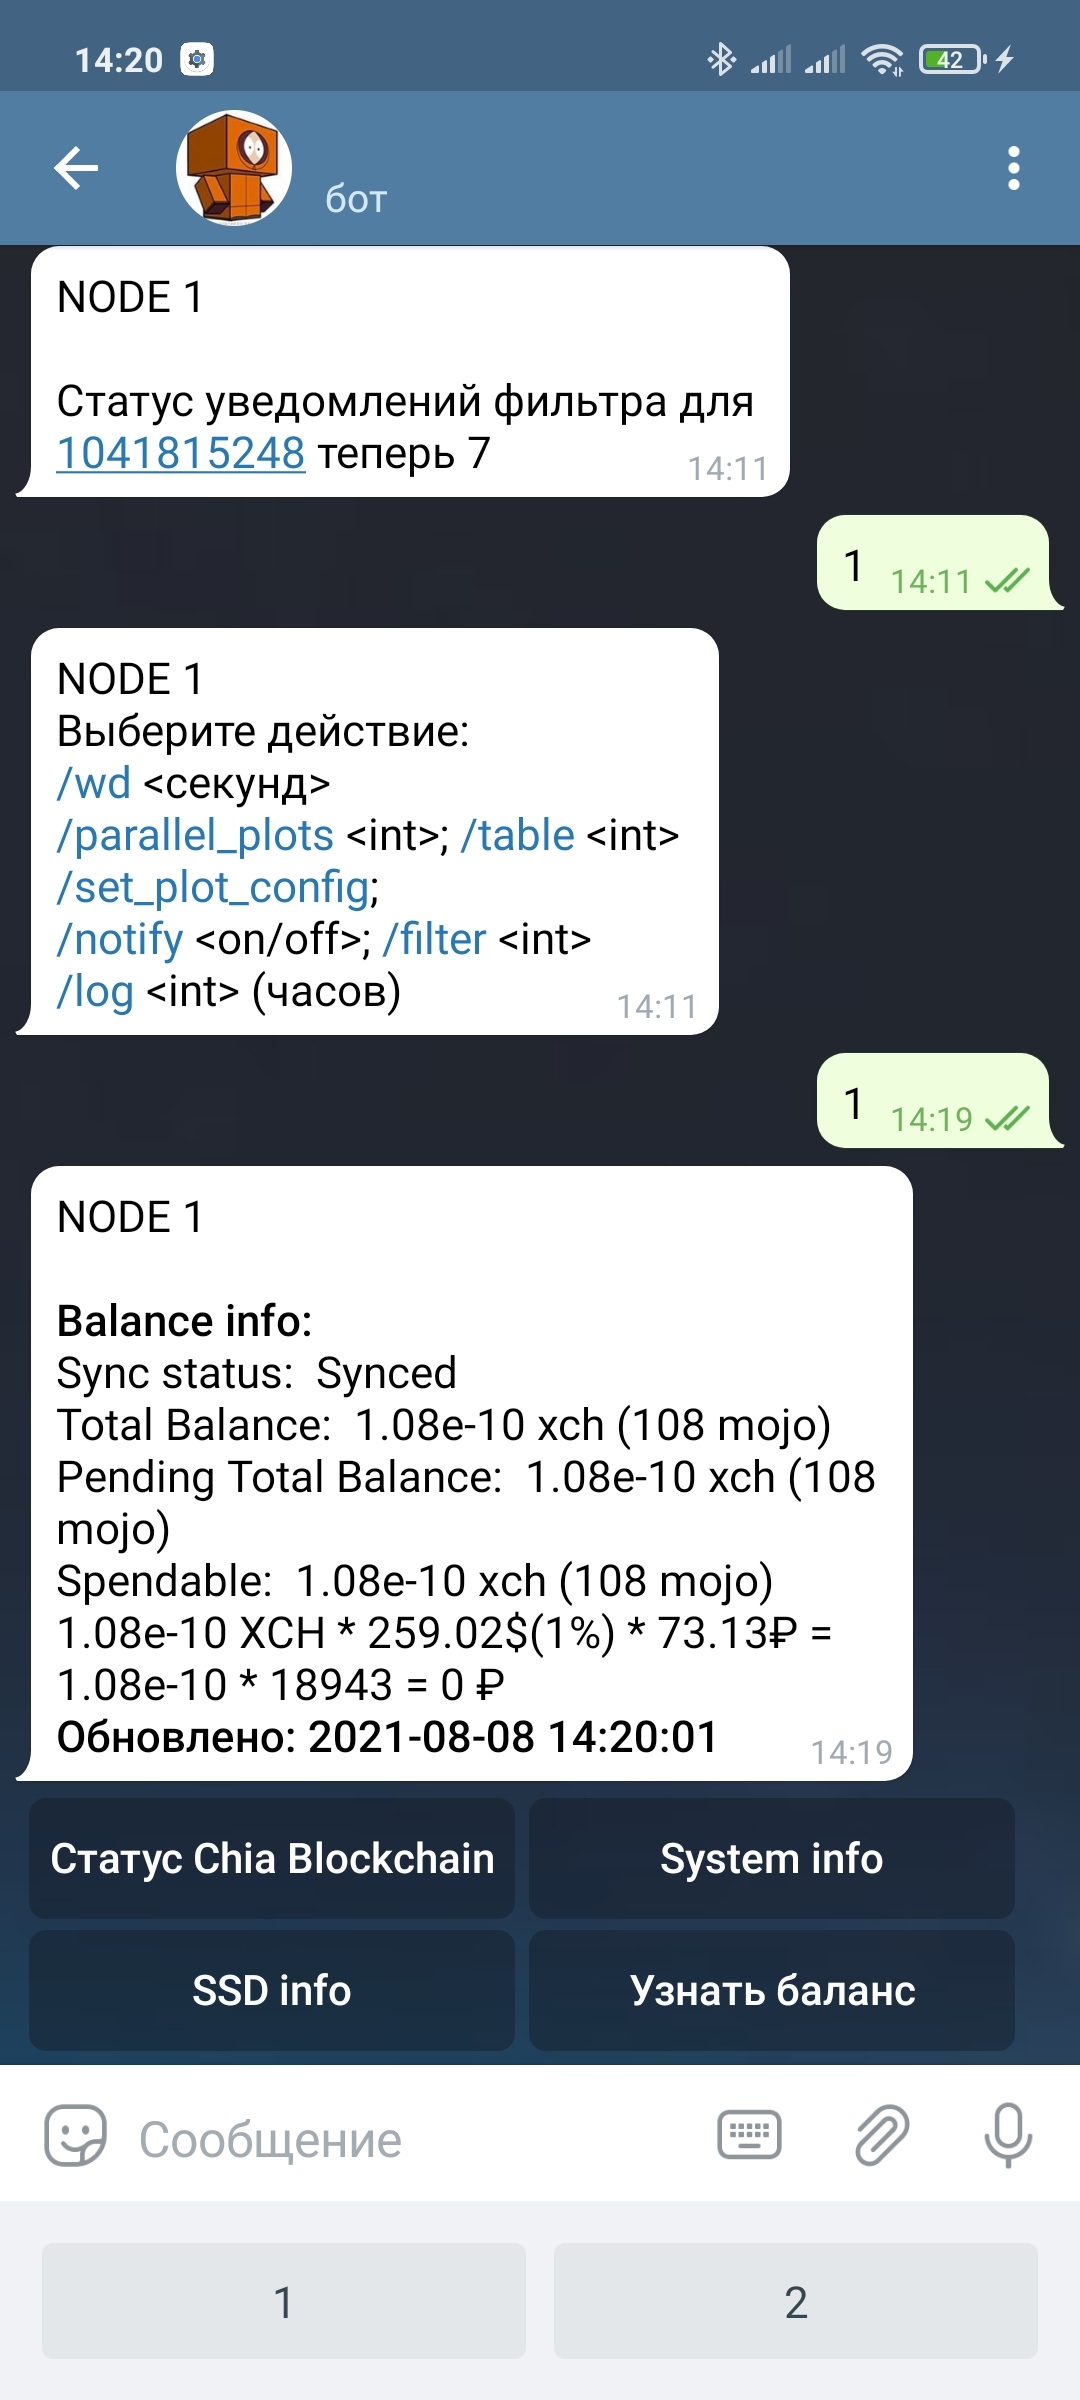 14:20
42
бот
NODE 1
Статус уведомлений фильтра для
1041815248 теперь 7
14:11
1
14:11
NODE 1
Выберите действие:
/wd <секунд>
/parallel_plots <int>; /table <int>
/set_plot_config;
/notify <on/off>; /filter <int>
/log <int> (часов)
14:11
1
14:19
NODE 1
Balance info:
Sync status:  Synced
Total Balance:  1.08e-10 xch (108 mojo)
Pending Total Balance:  1.08e-10 xch (108
mojo)
Spendable:  1.08e-10 xch (108 mojo)
1.08e-10 XCH * 259.02$(1%) * 73.13₽ =
1.08e-10 * 18943 = 0 ₽
Обновлено: 2021-08-08 14:20:01
14:19
Статус Chia Blockchain
System info
SSD info
Узнать баланс
Сообщение
1
2